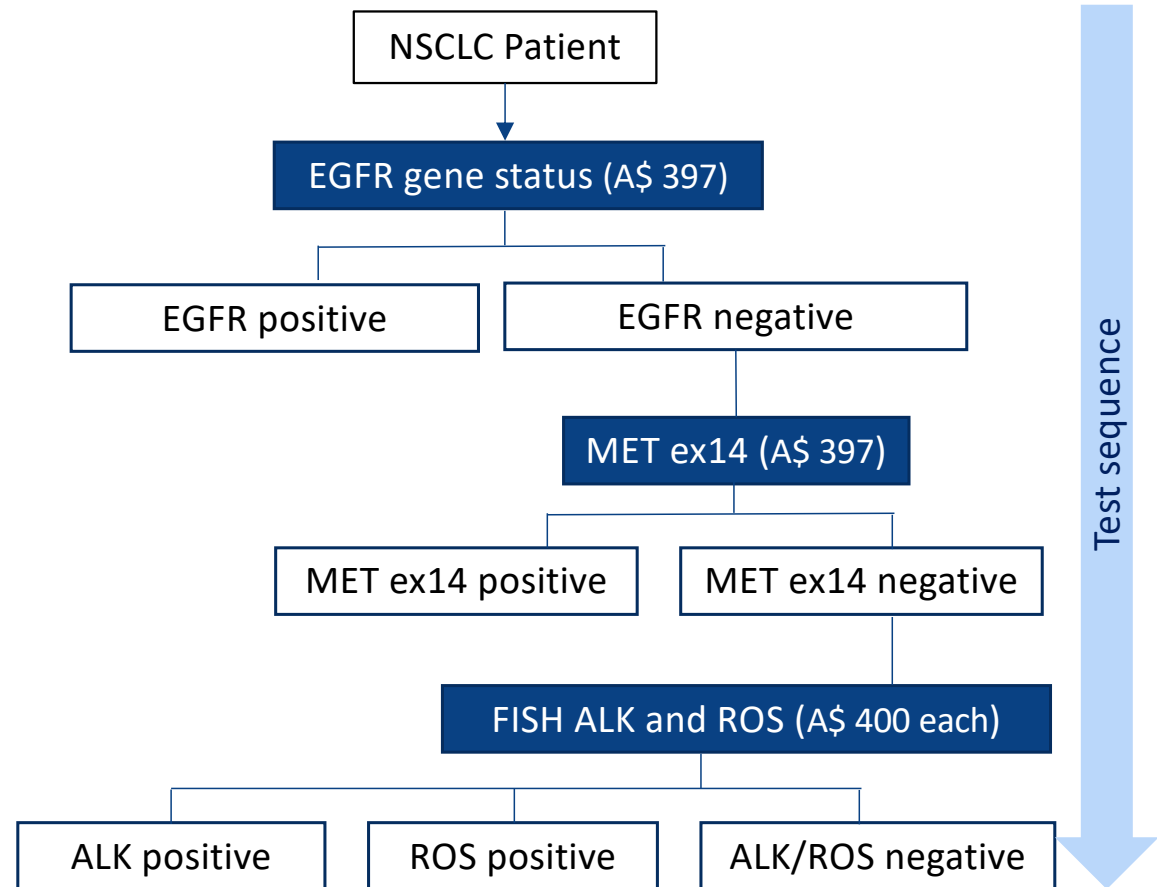 NSCLC Patient
EGFR gene status (A$ 397)
EGFR positive
EGFR negative
MET ex14 (A$ 397)
MET ex14 positive
MET ex14 negative
FISH ALK and ROS (A$ 400 each)
ALK positive
ROS positive
ALK/ROS negative
Test sequence